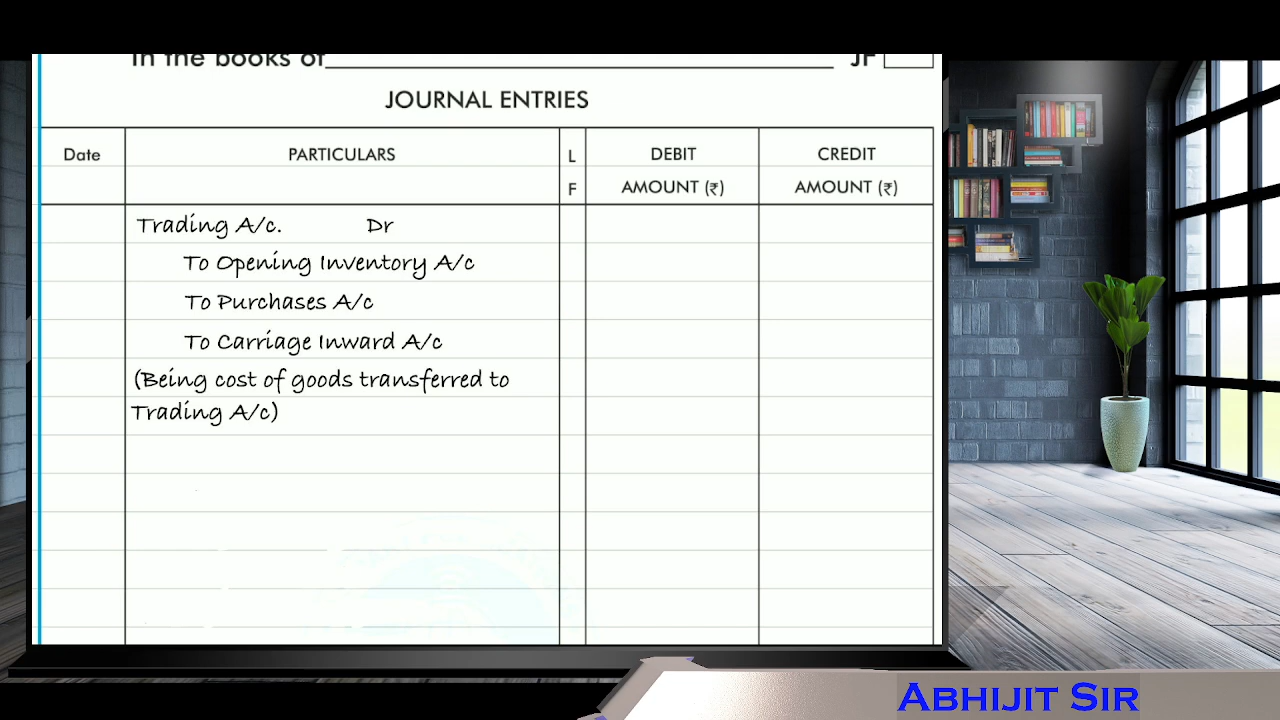 In the books of JF
JOURNAL ENTRIES
Date PARTICULARS L DEBIT CREDIT
F AMOUNT (₹) AMOUNT (₹)
Trading A/c. Dr
To Opening Inventory A/c
To Purchases A/c
To Carriage Inward A/c
(Being cost of goods transferred to
Trading A/c)
ABHIJIT SIR